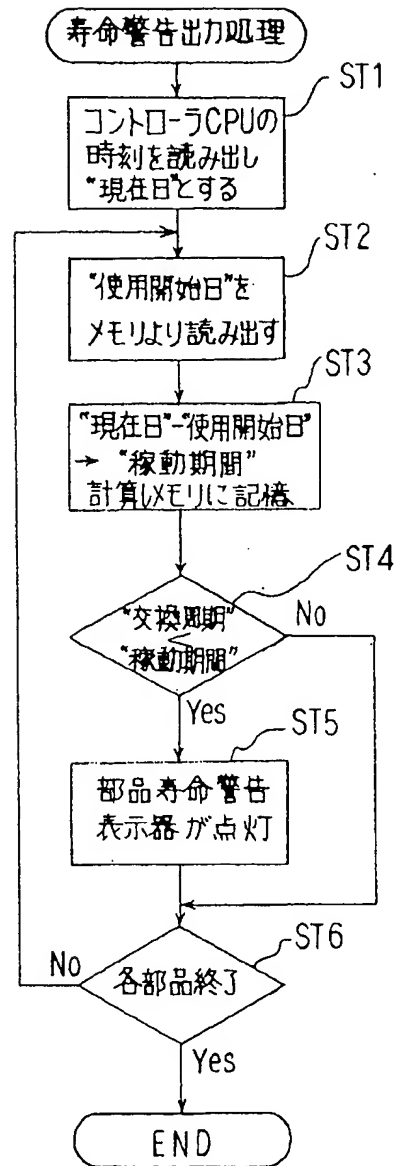 寿命警告出力処理
ST1
コントローラCPUの
時刻を読み出し
"現在日"とする
ST2
"使用開始日"を
メモリより読み出す
ST3
"現在日"-"使用開始日"
→ "稼動期間"
計算しメモリに記憶
ST4
"交換周期"
<
"稼動期間"
No
Yes
ST5
部品寿命警告
表示器が点灯
ST6
No
各部品終了
Yes
END